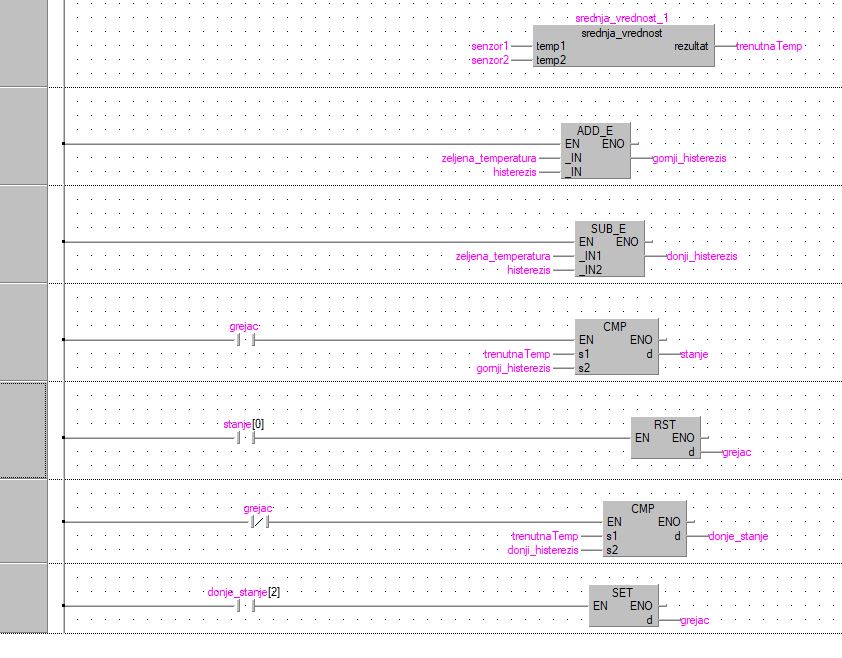 srednja_vrednost_1
srednja_vrednost
senzor1 temp1 rezultat trenutnaTemp
senzor2 temp2
ADD_E
EN ENO
zeljena_temperatura _IN gornji_histerezis
histerezis _IN
SUB_E
EN ENO
zeljena_temperatura _IN1 donji_histerezis
histerezis _IN2
grejac CMP
EN ENO
trenutnaTemp s1 d stanje
gornji_histerezis s2
stanje[0] RST
EN ENO
d grejac
grejac CMP
EN ENO
trenutnaTemp s1 d donje_stanje
donji_histerezis s2
donje_stanje[2] SET
EN ENO
d grejac